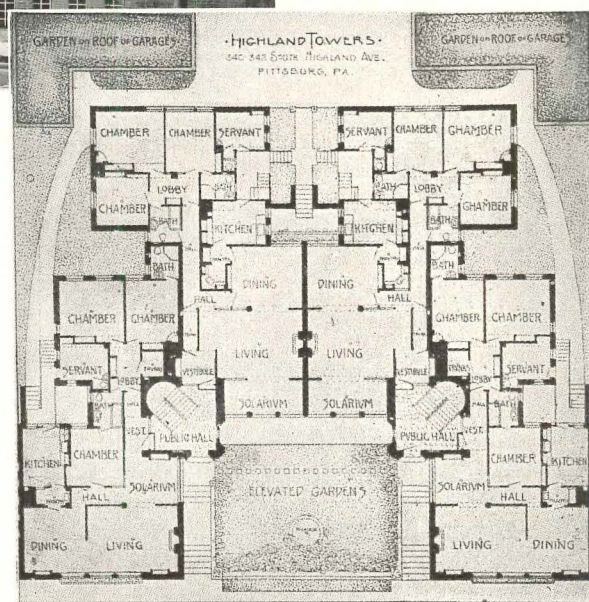 GARDEN ON ROOF OF GARAGES
·HIGHLAND TOWERS·
GARDEN ON ROOF OF GARAGES
340-342 SOUTH HIGHLAND AVE.
PITTSBURG, PA.
CHAMBER CHAMBER SERVANT SERVANT CHAMBER CHAMBER
LOBBY BATH BATH LOBBY
CHAMBER CHAMBER
BATH KITCHEN KITCHEN BATH
BATH BATH
DINING DINING
HALL HALL
CHAMBER CHAMBER CHAMBER CHAMBER
LIVING LIVING
SERVANT VESTIBULE VESTIBULE SERVANT
LOBBY LOBBY
BATH SOLARIUM SOLARIUM BATH
VEST. PUBLIC HALL PUBLIC HALL VEST.
KITCHEN CHAMBER CHAMBER KITCHEN
SOLARIUM ELEVATED GARDENS SOLARIUM
HALL HALL
DINING LIVING LIVING DINING